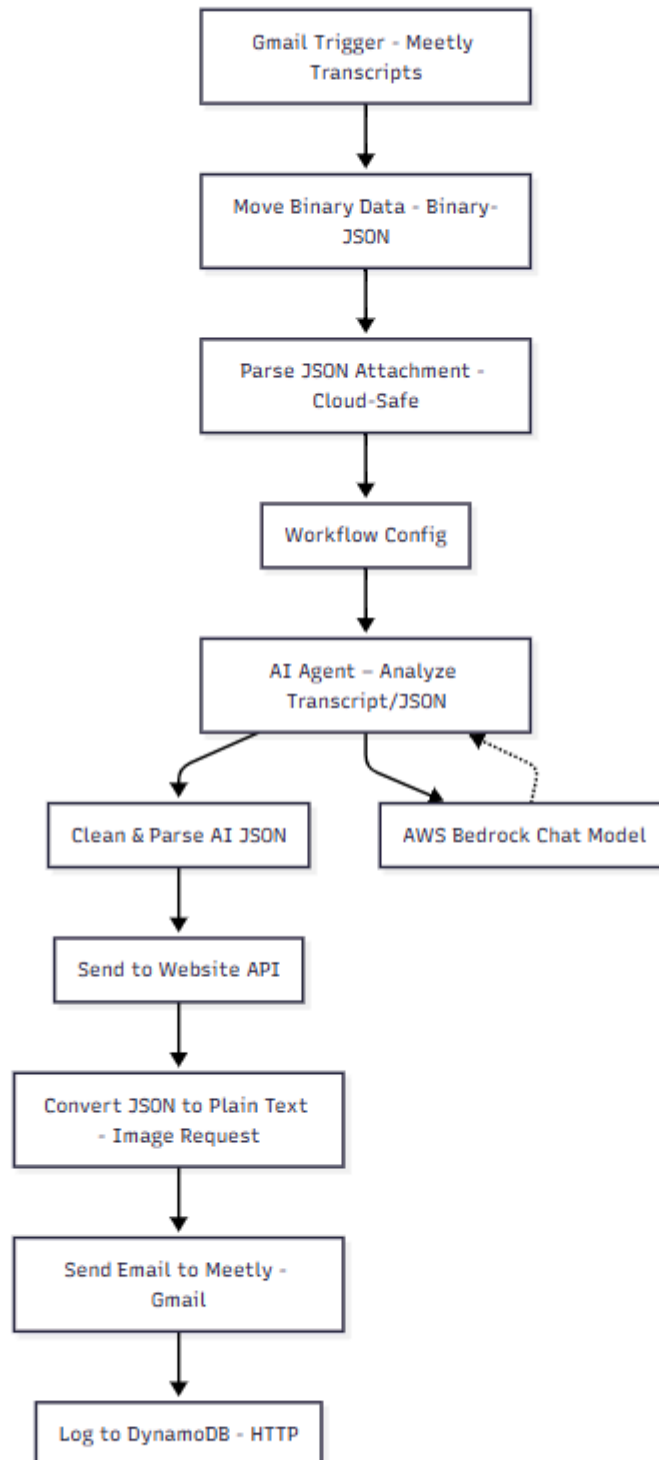 Gmail Trigger - Meetly
Transcripts
Move Binary Data - Binary-
JSON
Parse JSON Attachment -
Cloud-Safe
Workflow Config
AI Agent – Analyze
Transcript/JSON
Clean & Parse AI JSON
AWS Bedrock Chat Model
Send to Website API
Convert JSON to Plain Text
- Image Request
Send Email to Meetly -
Gmail
Log to DynamoDB - HTTP